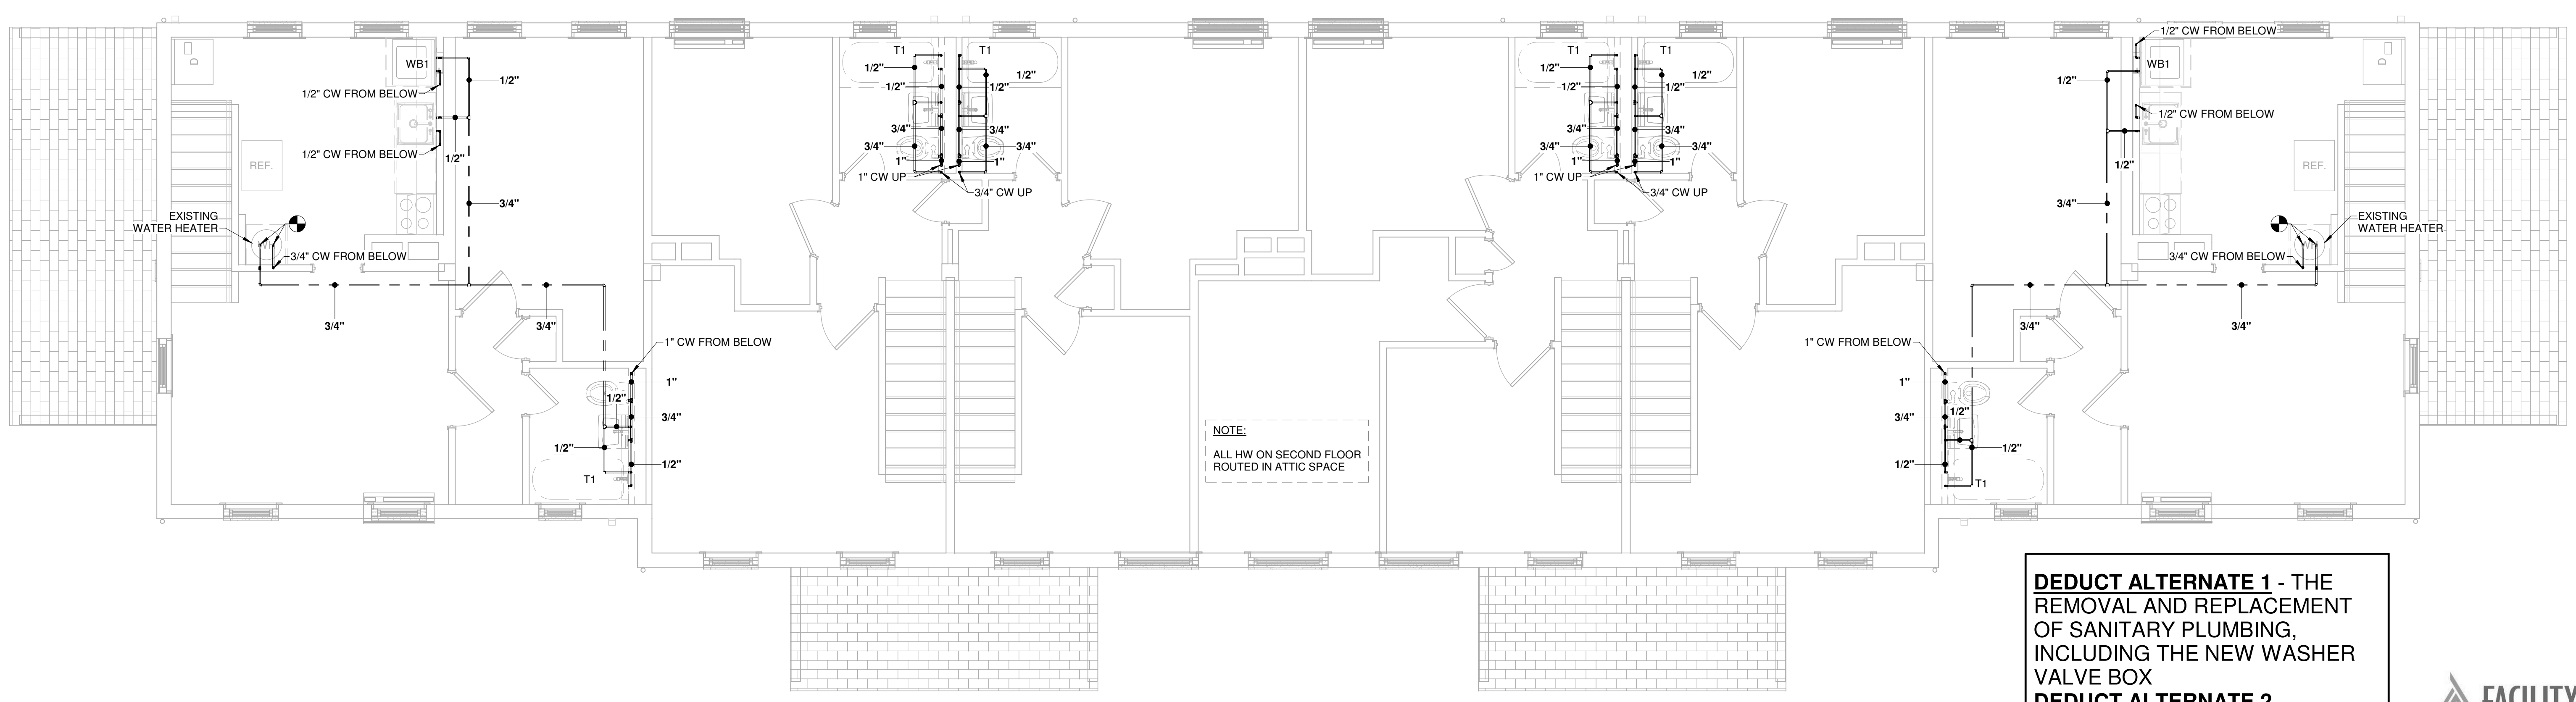 D
WB1
1/2" CW FROM BELOW
1/2"
1/2" CW FROM BELOW
1/2"
REF.
3/4"
EXISTING
WATER HEATER
3/4" CW FROM BELOW
3/4"
3/4"
1" CW FROM BELOW
1"
1/2"
3/4"
1/2"
1/2"
T1
T1
T1
1/2"
1/2"
1/2"
1/2"
3/4"
3/4"
3/4"
3/4"
1"
1"
1" CW UP
3/4" CW UP
NOTE:
ALL HW ON SECOND FLOOR
ROUTED IN ATTIC SPACE
T1
T1
1/2"
1/2"
1/2"
1/2"
3/4"
3/4"
3/4"
3/4"
1"
1"
1" CW UP
3/4" CW UP
1/2" CW FROM BELOW
D
WB1
1/2"
1/2" CW FROM BELOW
1/2"
REF.
3/4"
EXISTING
WATER HEATER
3/4" CW FROM BELOW
3/4"
3/4"
1" CW FROM BELOW
1"
1/2"
3/4"
1/2"
1/2"
T1
DEDUCT ALTERNATE 1 - THE
REMOVAL AND REPLACEMENT
OF SANITARY PLUMBING,
INCLUDING THE NEW WASHER
VALVE BOX
DEDUCT ALTERNATE 2
FACILITY